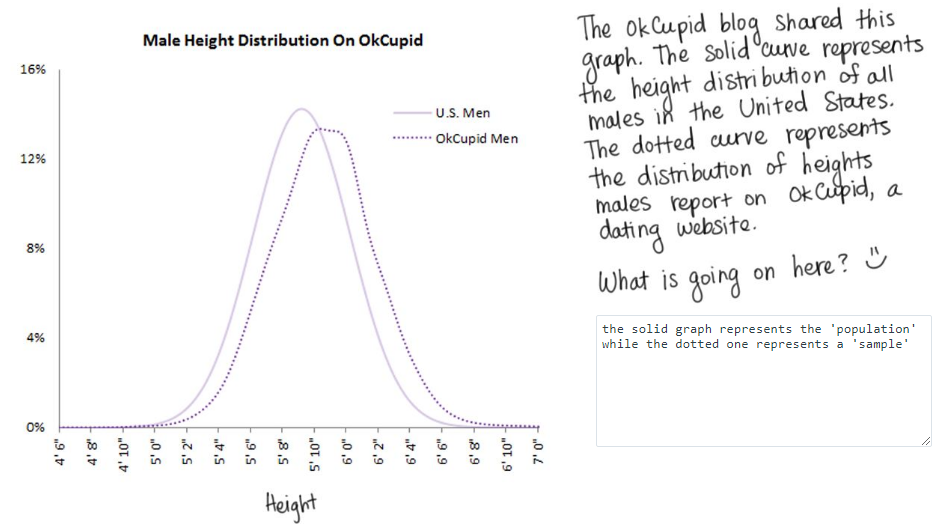 Male Height Distribution On OkCupid
16%
12%
8%
4%
0%
U.S. Men
OkCupid Men
4' 6"
4' 8"
4' 10"
5' 0"
5' 2"
5' 4"
5' 6"
5' 8"
5' 10"
6' 0"
6' 2"
6' 4"
6' 6"
6' 8"
6' 10"
7' 0"
Height
The OkCupid blog shared this
graph. The solid curve represents
the height distribution of all
males in the United States.
The dotted curve represents
the distribution of heights
males report on OkCupid, a
dating website.
What is going on here?
the solid graph represents the 'population'
while the dotted one represents a 'sample'